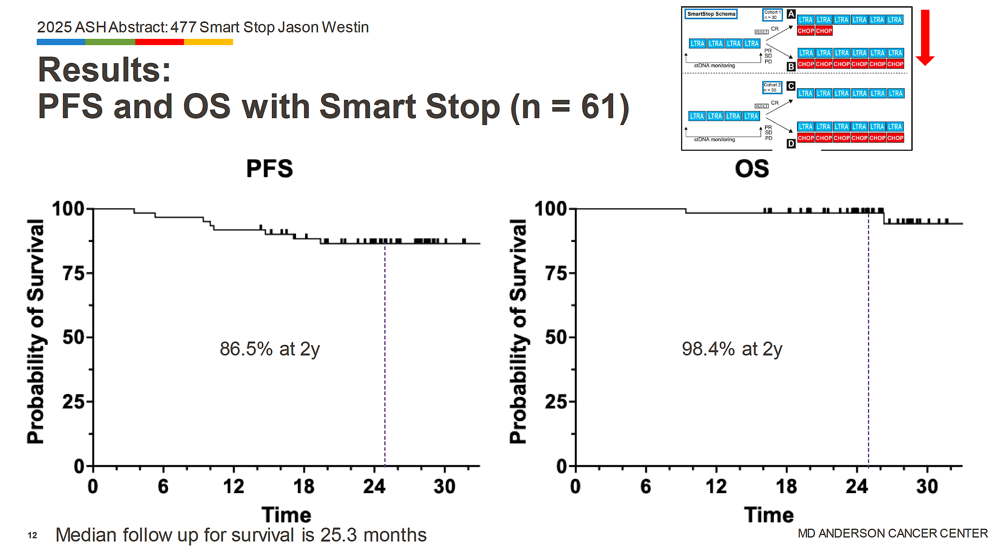 2025 ASH Abstract: 477 Smart Stop Jason Westin
Results:
PFS and OS with Smart Stop (n = 61)
SmartStop Schema
Cohort 1
n = 30
A
LTRA LTRA LTRA LTRA LTRA LTRA
CHOP CHOP
PET/CT CR
LTRA LTRA LTRA LTRA
PR
SD
PD
ctDNA monitoring
LTRA LTRA LTRA LTRA LTRA LTRA
CHOP CHOP CHOP CHOP CHOP CHOP
B
Cohort 2
n = 30
C
LTRA LTRA LTRA LTRA LTRA LTRA
PET/CT CR
LTRA LTRA LTRA LTRA
PR
SD
PD
ctDNA monitoring
LTRA LTRA LTRA LTRA LTRA LTRA
CHOP CHOP CHOP CHOP CHOP CHOP
D
PFS
Probability of Survival
100
75
50
25
0
86.5% at 2y
0 6 12 18 24 30
Time
OS
Probability of Survival
100
75
50
25
0
98.4% at 2y
0 6 12 18 24 30
Time
12 Median follow up for survival is 25.3 months
MD ANDERSON CANCER CENTER